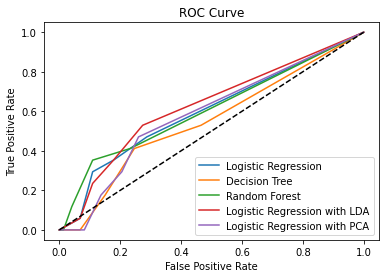 ROC Curve
1.0
0.8
0.6
0.4
0.2
0.0
True Positive Rate
Logistic Regression
Decision Tree
Random Forest
Logistic Regression with LDA
Logistic Regression with PCA
0.0 0.2 0.4 0.6 0.8 1.0
False Positive Rate